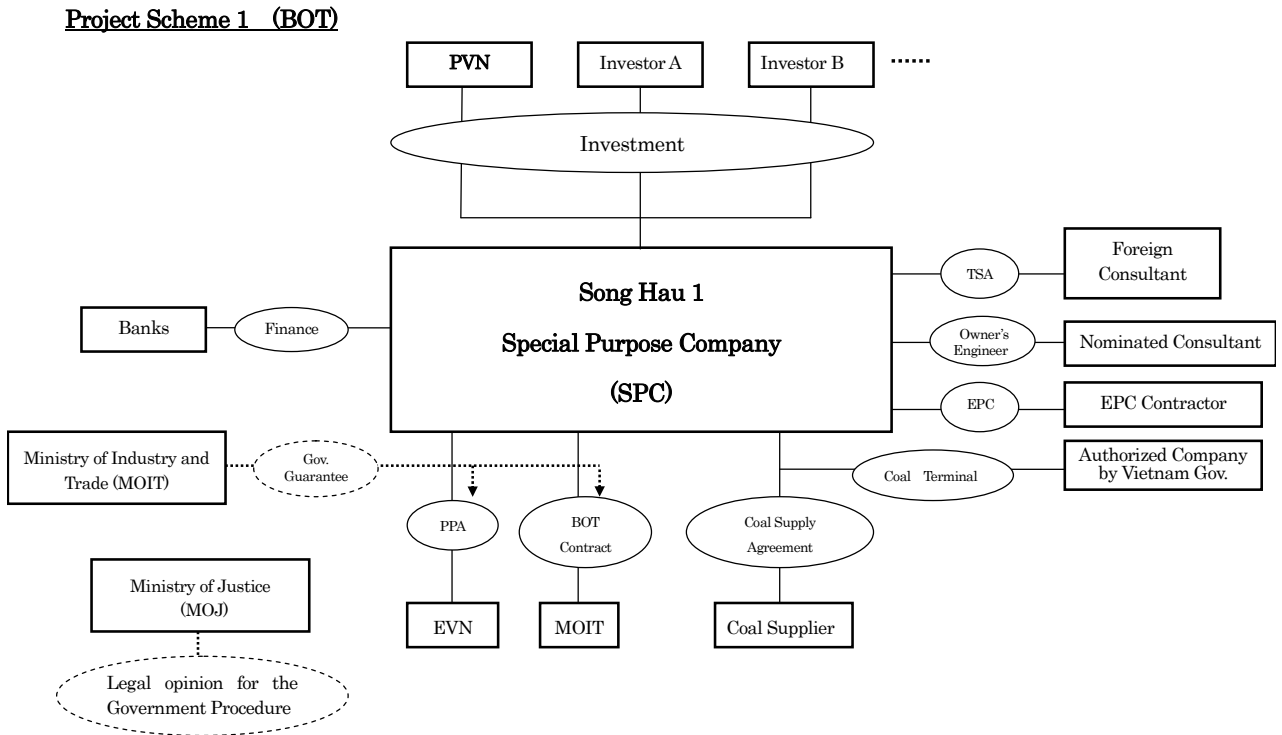 Project Scheme 1 (BOT)
PVN
Investor A
Investor B
......
Investment
Song Hau 1
Special Purpose Company
(SPC)
Banks
Finance
TSA
Foreign
Consultant
Owner's
Engineer
Nominated Consultant
EPC
EPC Contractor
Coal Terminal
Authorized Company
by Vietnam Gov.
Ministry of Industry and
Trade (MOIT)
Gov.
Guarantee
PPA
BOT
Contract
Coal Supply
Agreement
EVN
MOIT
Coal Supplier
Ministry of Justice
(MOJ)
Legal opinion for the
Government Procedure